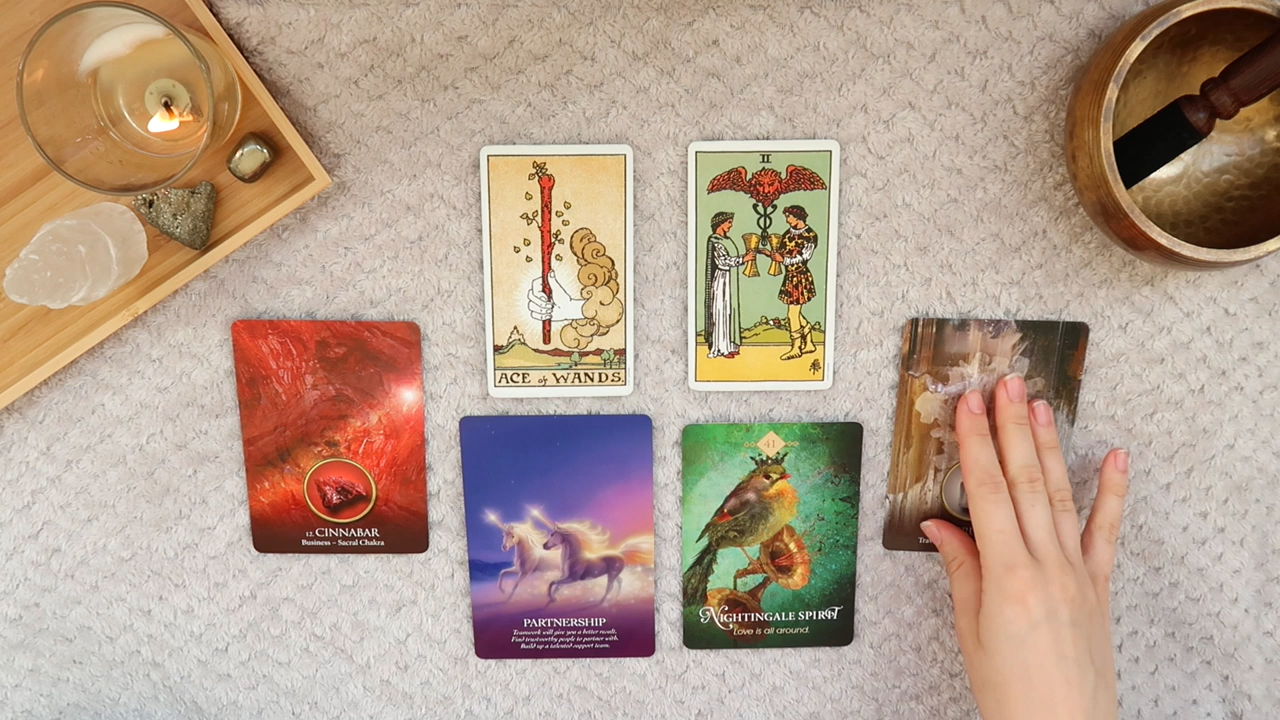 II
ACE of WANDS.
12. CINNABAR
Business – Sacral Chakra
PARTNERSHIP
Teamwork will give you a better result.
Find trustworthy people to partner with.
Build up a talented support team.
41
NIGHTINGALE SPIRIT
Love is all around.